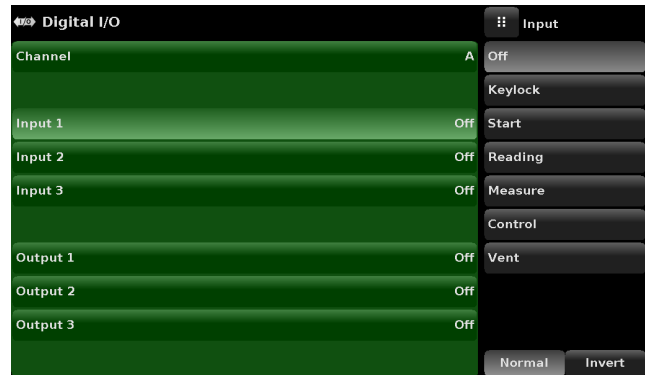 I/O Digital I/O
Channel A
Input 1 Off
Input 2 Off
Input 3 Off
Output 1 Off
Output 2 Off
Output 3 Off
Input
Off
Keylock
Start
Reading
Measure
Control
Vent
Normal Invert